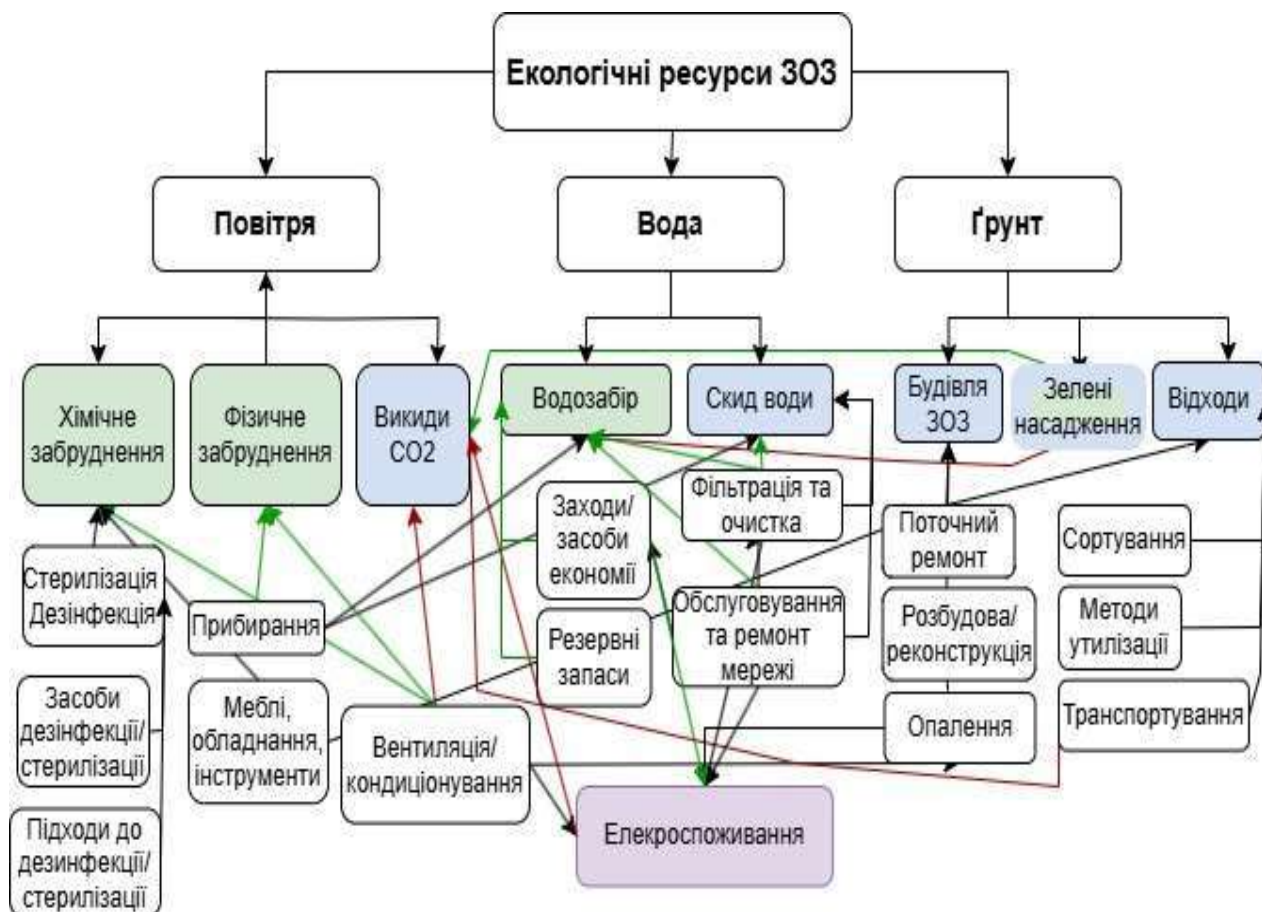 Екологічні ресурси ЗОЗ
Повітря
Вода
Ґрунт
Хімічне
забруднення
Фізичне
забруднення
Викиди
СО2
Водозабір
Скид води
Будівля
ЗОЗ
Зелені
насадження
Відходи
Стерилізація
Дезінфекція
Прибирання
Заходи/
засоби
економії
Фільтрація та
очистка
Поточний
ремонт
Сортування
Засоби
дезінфекції/
стерилізації
Меблі,
обладнання,
інструменти
Резервні
запаси
Обслуговування
та ремонт
мережі
Розбудова/
реконструкція
Методи
утилізації
Вентиляція/
кондиціонування
Опалення
Транспортування
Підходи до
дезинфекції/
стерилізації
Елекроспоживання